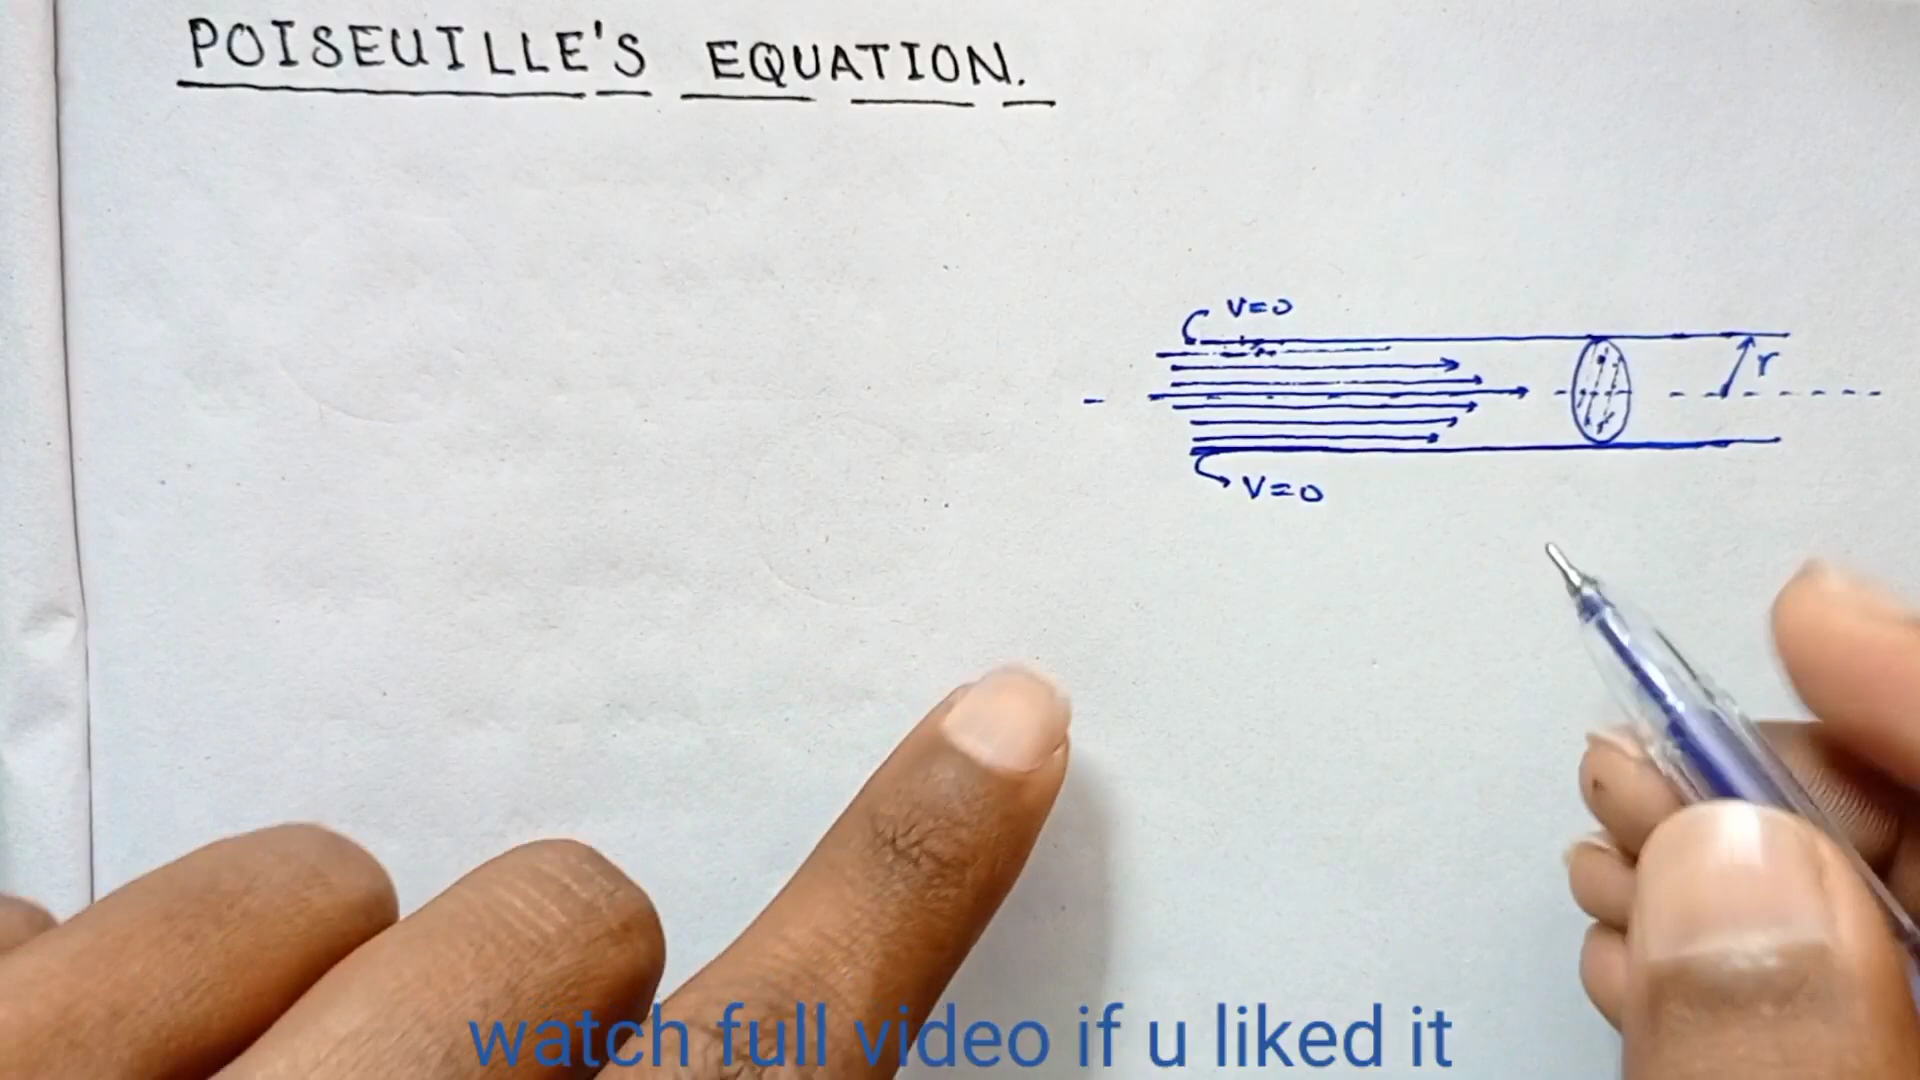 POISEUILLE'S EQUATION.
V=0
r
V=0
watch full video if u liked it